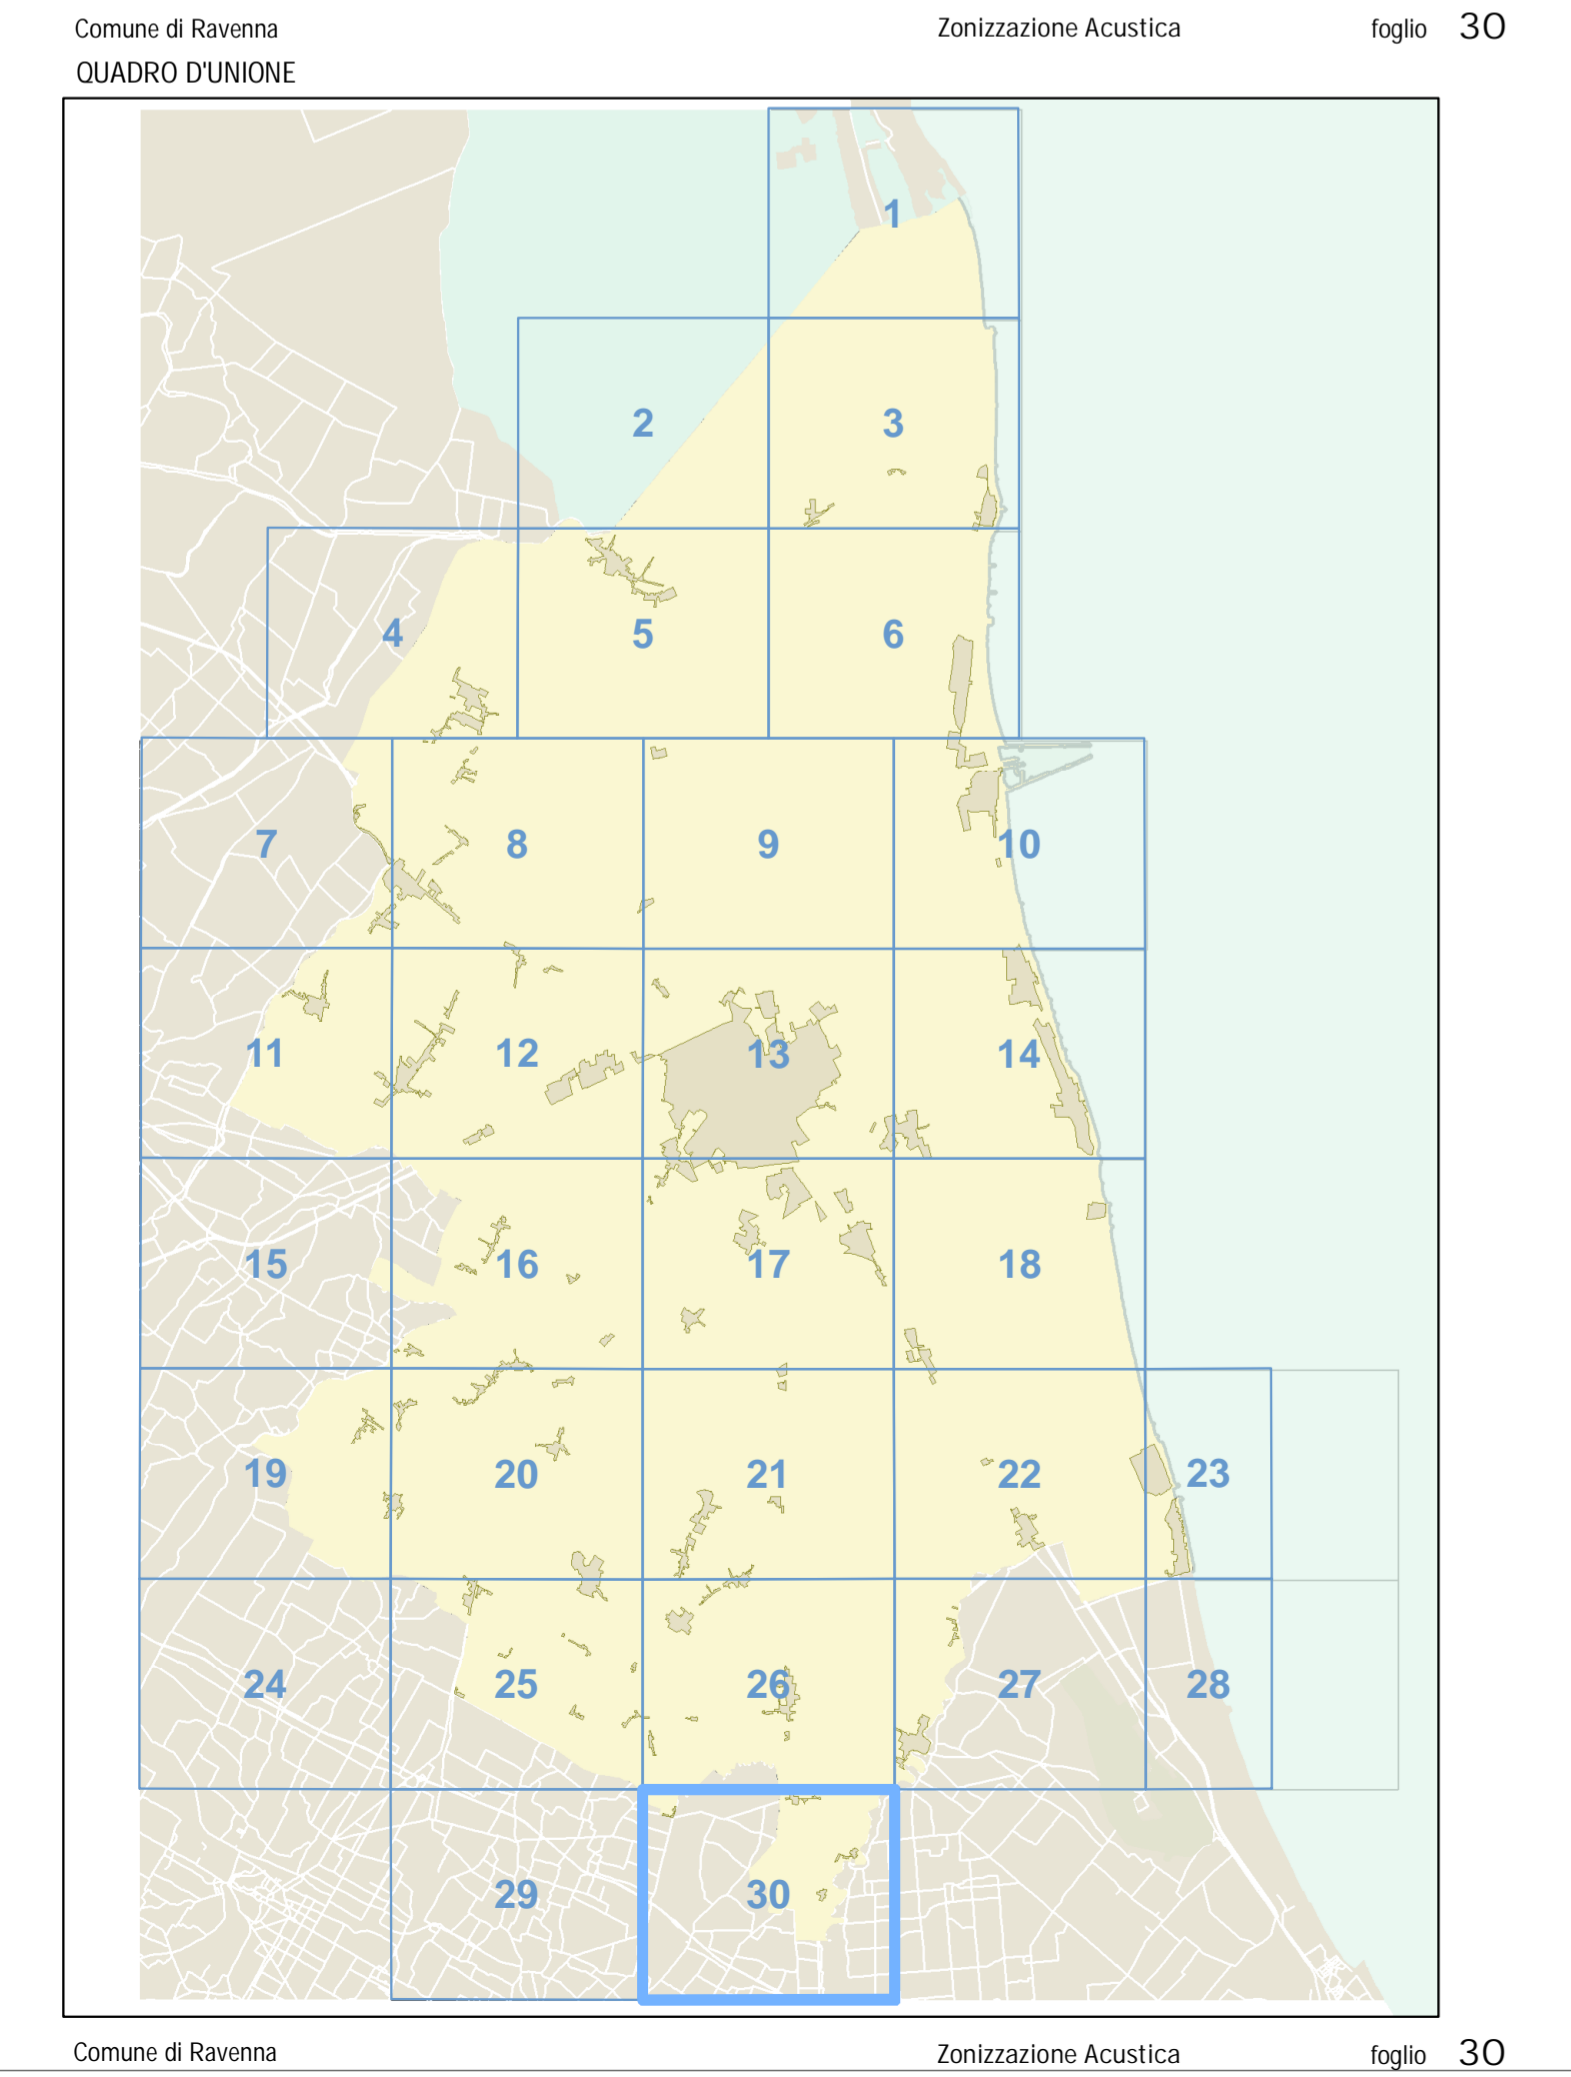 Comune di Ravenna Zonizzazione Acustica foglio 30
QUADRO D'UNIONE
1
2 3
4 5 6
7 8 9 10
11 12 13 14
15 16 17 18
19 20 21 22 23
24 25 26 27 28
29 30
Comune di Ravenna Zonizzazione Acustica foglio 30